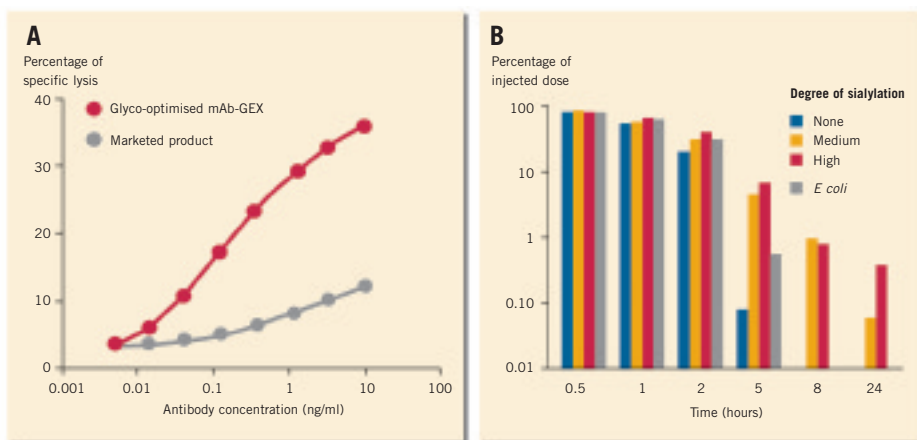 A
Percentage of
specific lysis
40
30
20
10
0
Glyco-optimised mAb-GEX
Marketed product
0.001 0.01 0.1 1 10 100
Antibody concentration (ng/ml)
B
Percentage of
injected dose
Degree of sialylation
None
Medium
High
E coli
100
10
1
0.10
0.01
0.5 1 2 5 8 24
Time (hours)